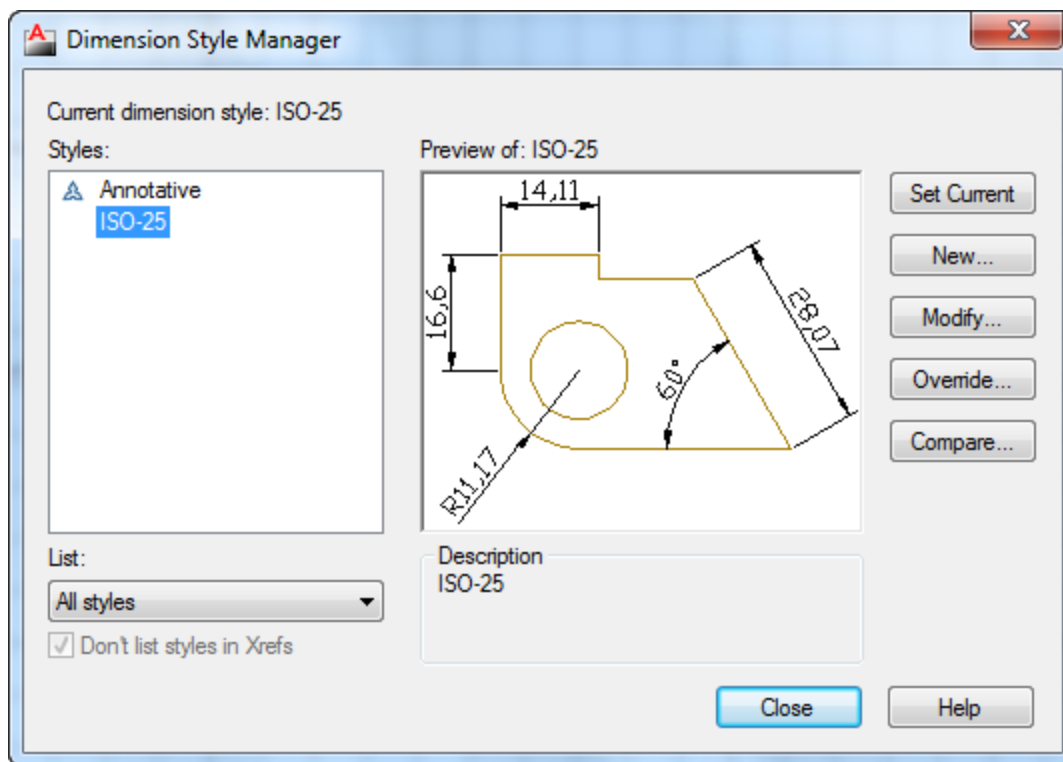 Dimension Style Manager
Current dimension style: ISO-25
Styles:
Annotative
ISO-25
Preview of: ISO-25
14,11
16,6
28,07
60°
R11,17
Set Current
New...
Modify...
Override...
Compare...
List:
All styles
Don't list styles in Xrefs
Description
ISO-25
Close
Help